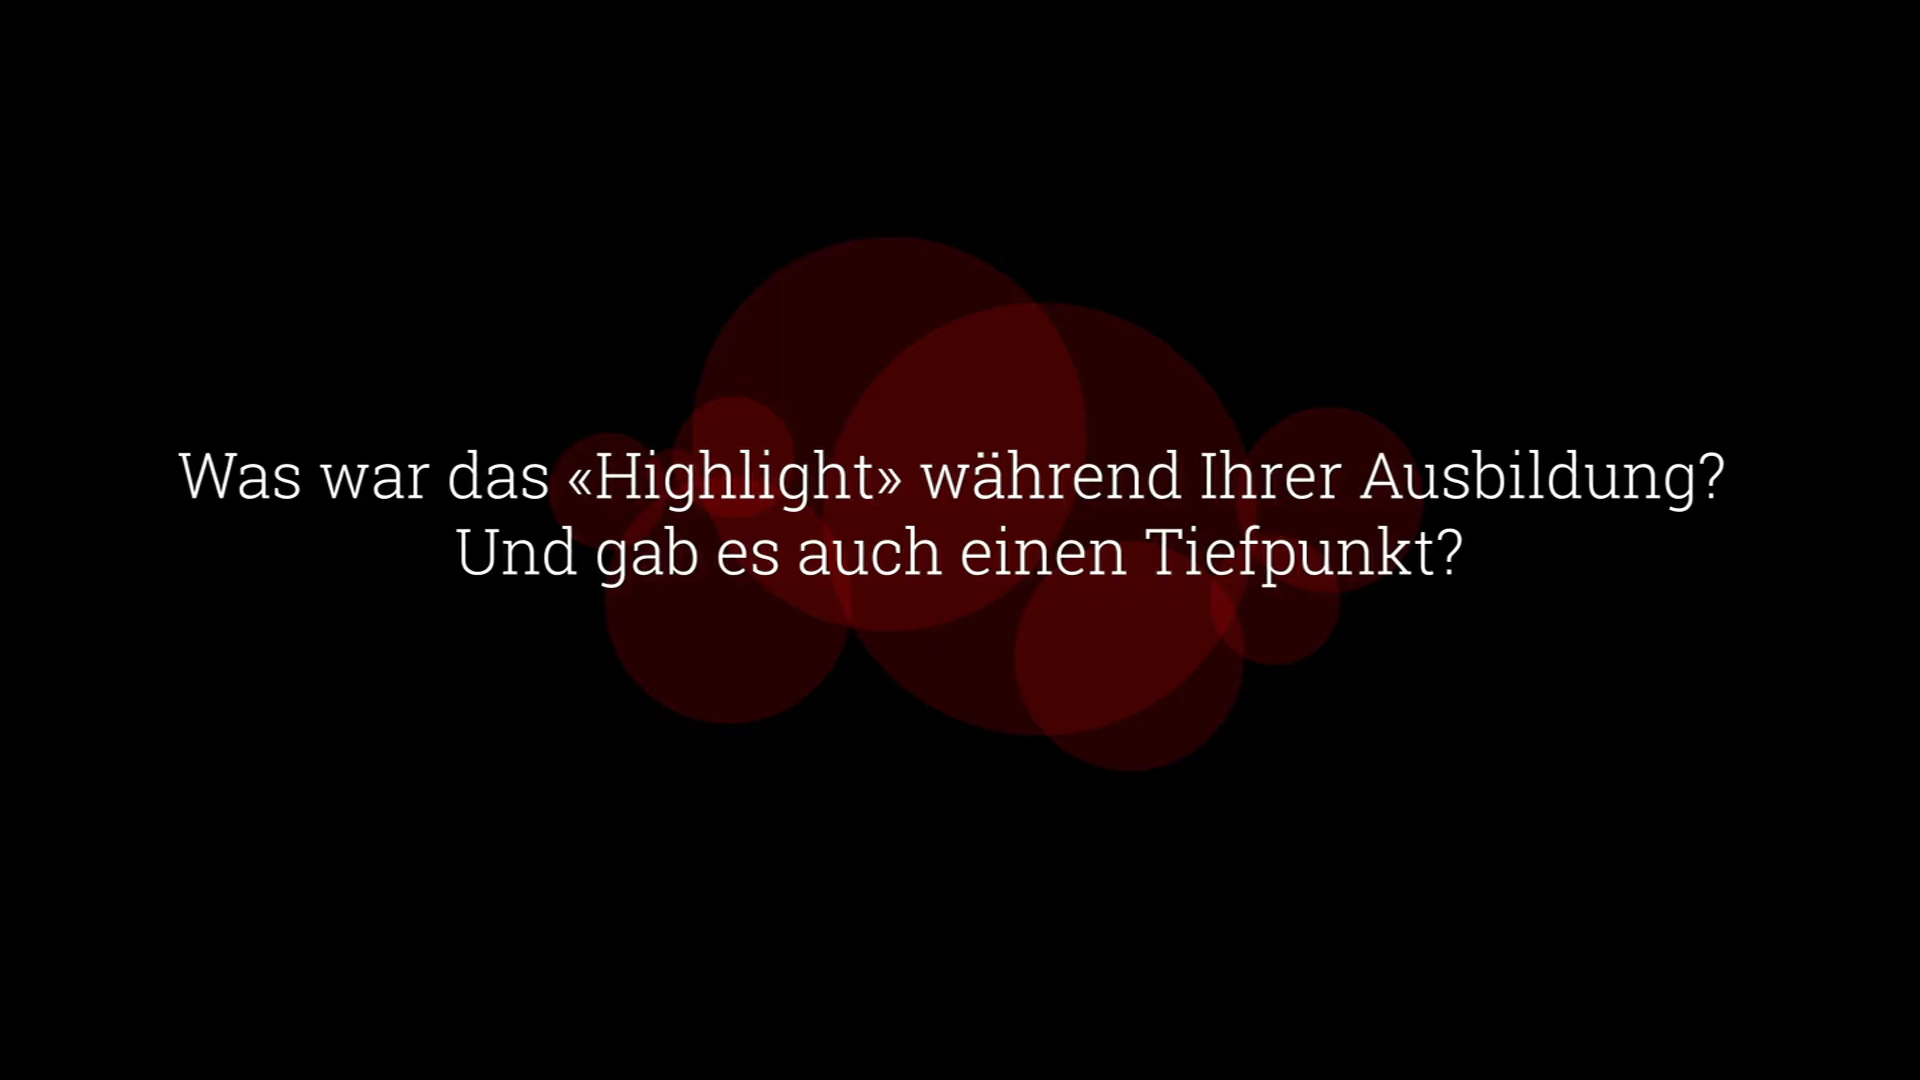 Was war das «Highlight» während Ihrer Ausbildung?
Und gab es auch einen Tiefpunkt?